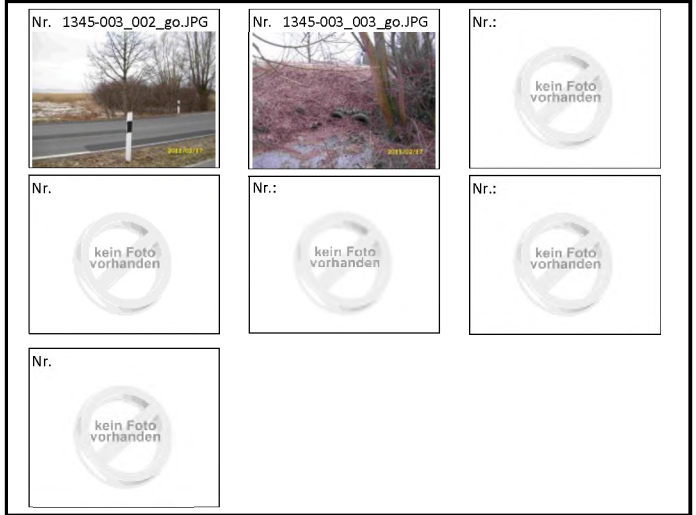 Nr. 1345-003_002_go.JPG
Nr. 1345-003_003_go.JPG
Nr.:
kein Foto
vorhanden
Nr.
kein Foto
vorhanden
Nr.:
kein Foto
vorhanden
Nr.:
kein Foto
vorhanden
Nr.
kein Foto
vorhanden